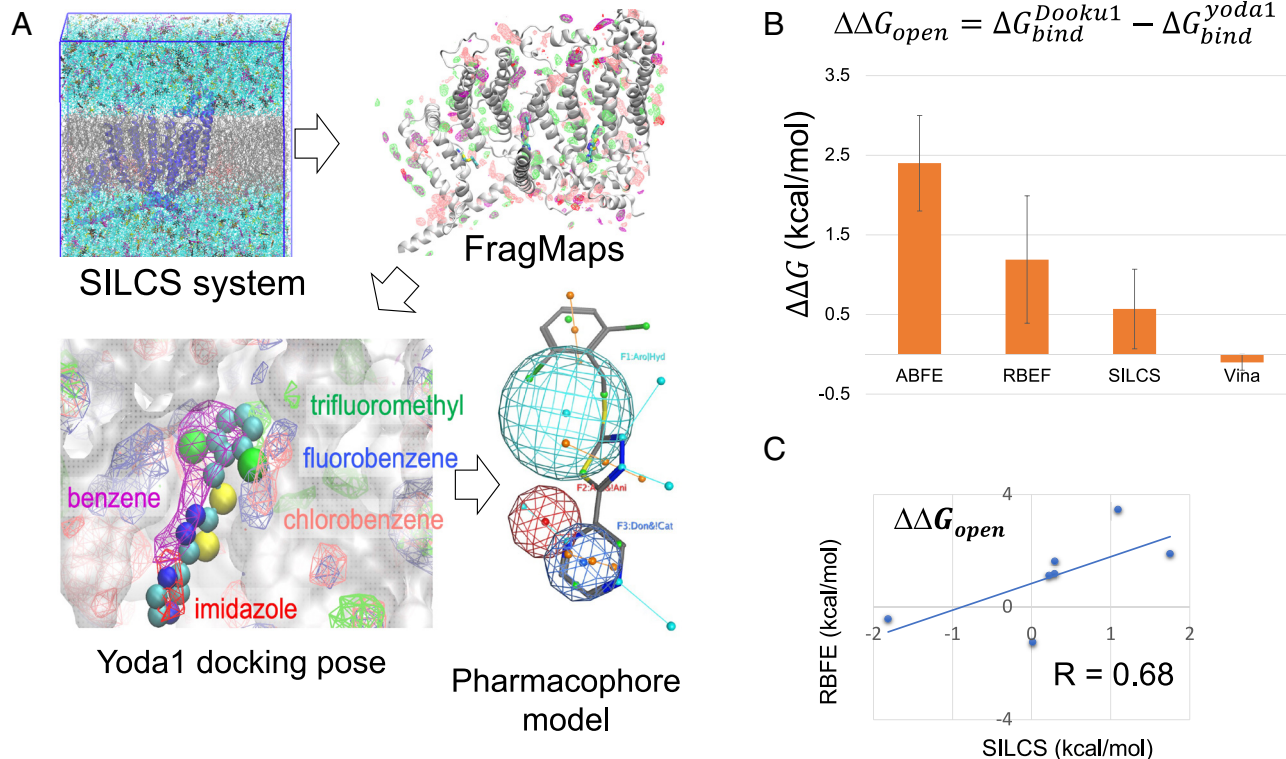 A
SILCS system
FragMaps
trifluoromethyl
fluorobenzene
benzene
chlorobenzene
imidazole
Yoda1 docking pose
F1:Aro|Hyd
F3:Don&!Cat
Pharmacophore
model
B
ΔΔG_open = ΔG_bind^Dooku1 − ΔG_bind^yoda1
3.5
2.5
1.5
0.5
-0.5
ΔΔG (kcal/mol)
ABFE RBEF SILCS Vina
C
ΔΔG_open
4
0
-4
-2 -1 0 1 2
R = 0.68
RBFE (kcal/mol)
SILCS (kcal/mol)